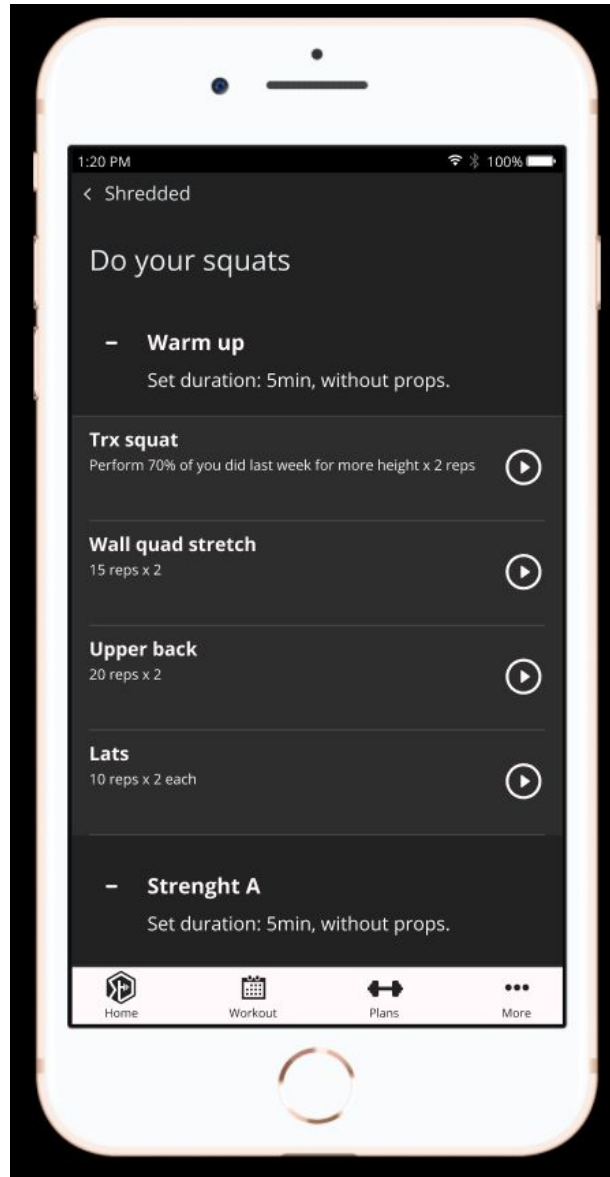 1:20 PM 100%
< Shredded
Do your squats
– Warm up
Set duration: 5min, without props.
Trx squat
Perform 70% of you did last week for more height x 2 reps
Wall quad stretch
15 reps x 2
Upper back
20 reps x 2
Lats
10 reps x 2 each
– Strenght A
Set duration: 5min, without props.
Home Workout Plans More